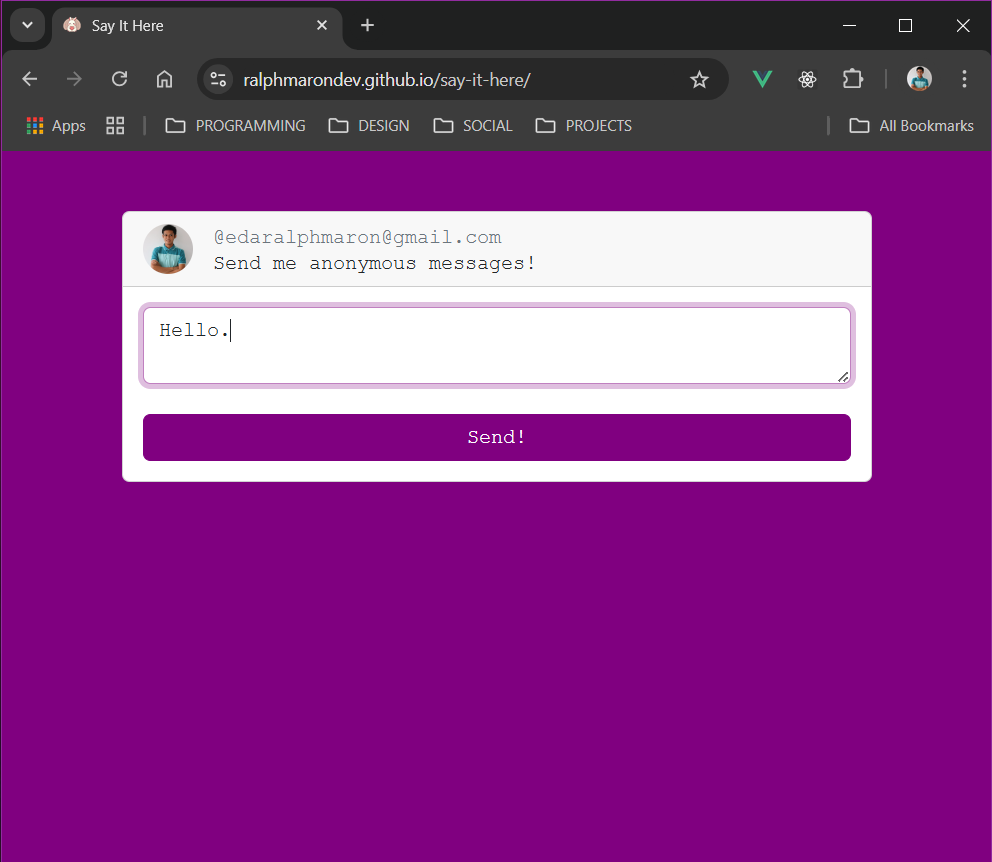 Say It Here
ralphmarondev.github.io/say-it-here/
Apps PROGRAMMING DESIGN SOCIAL PROJECTS All Bookmarks
@edaralphmaron@gmail.com
Send me anonymous messages!
Hello.
Send!